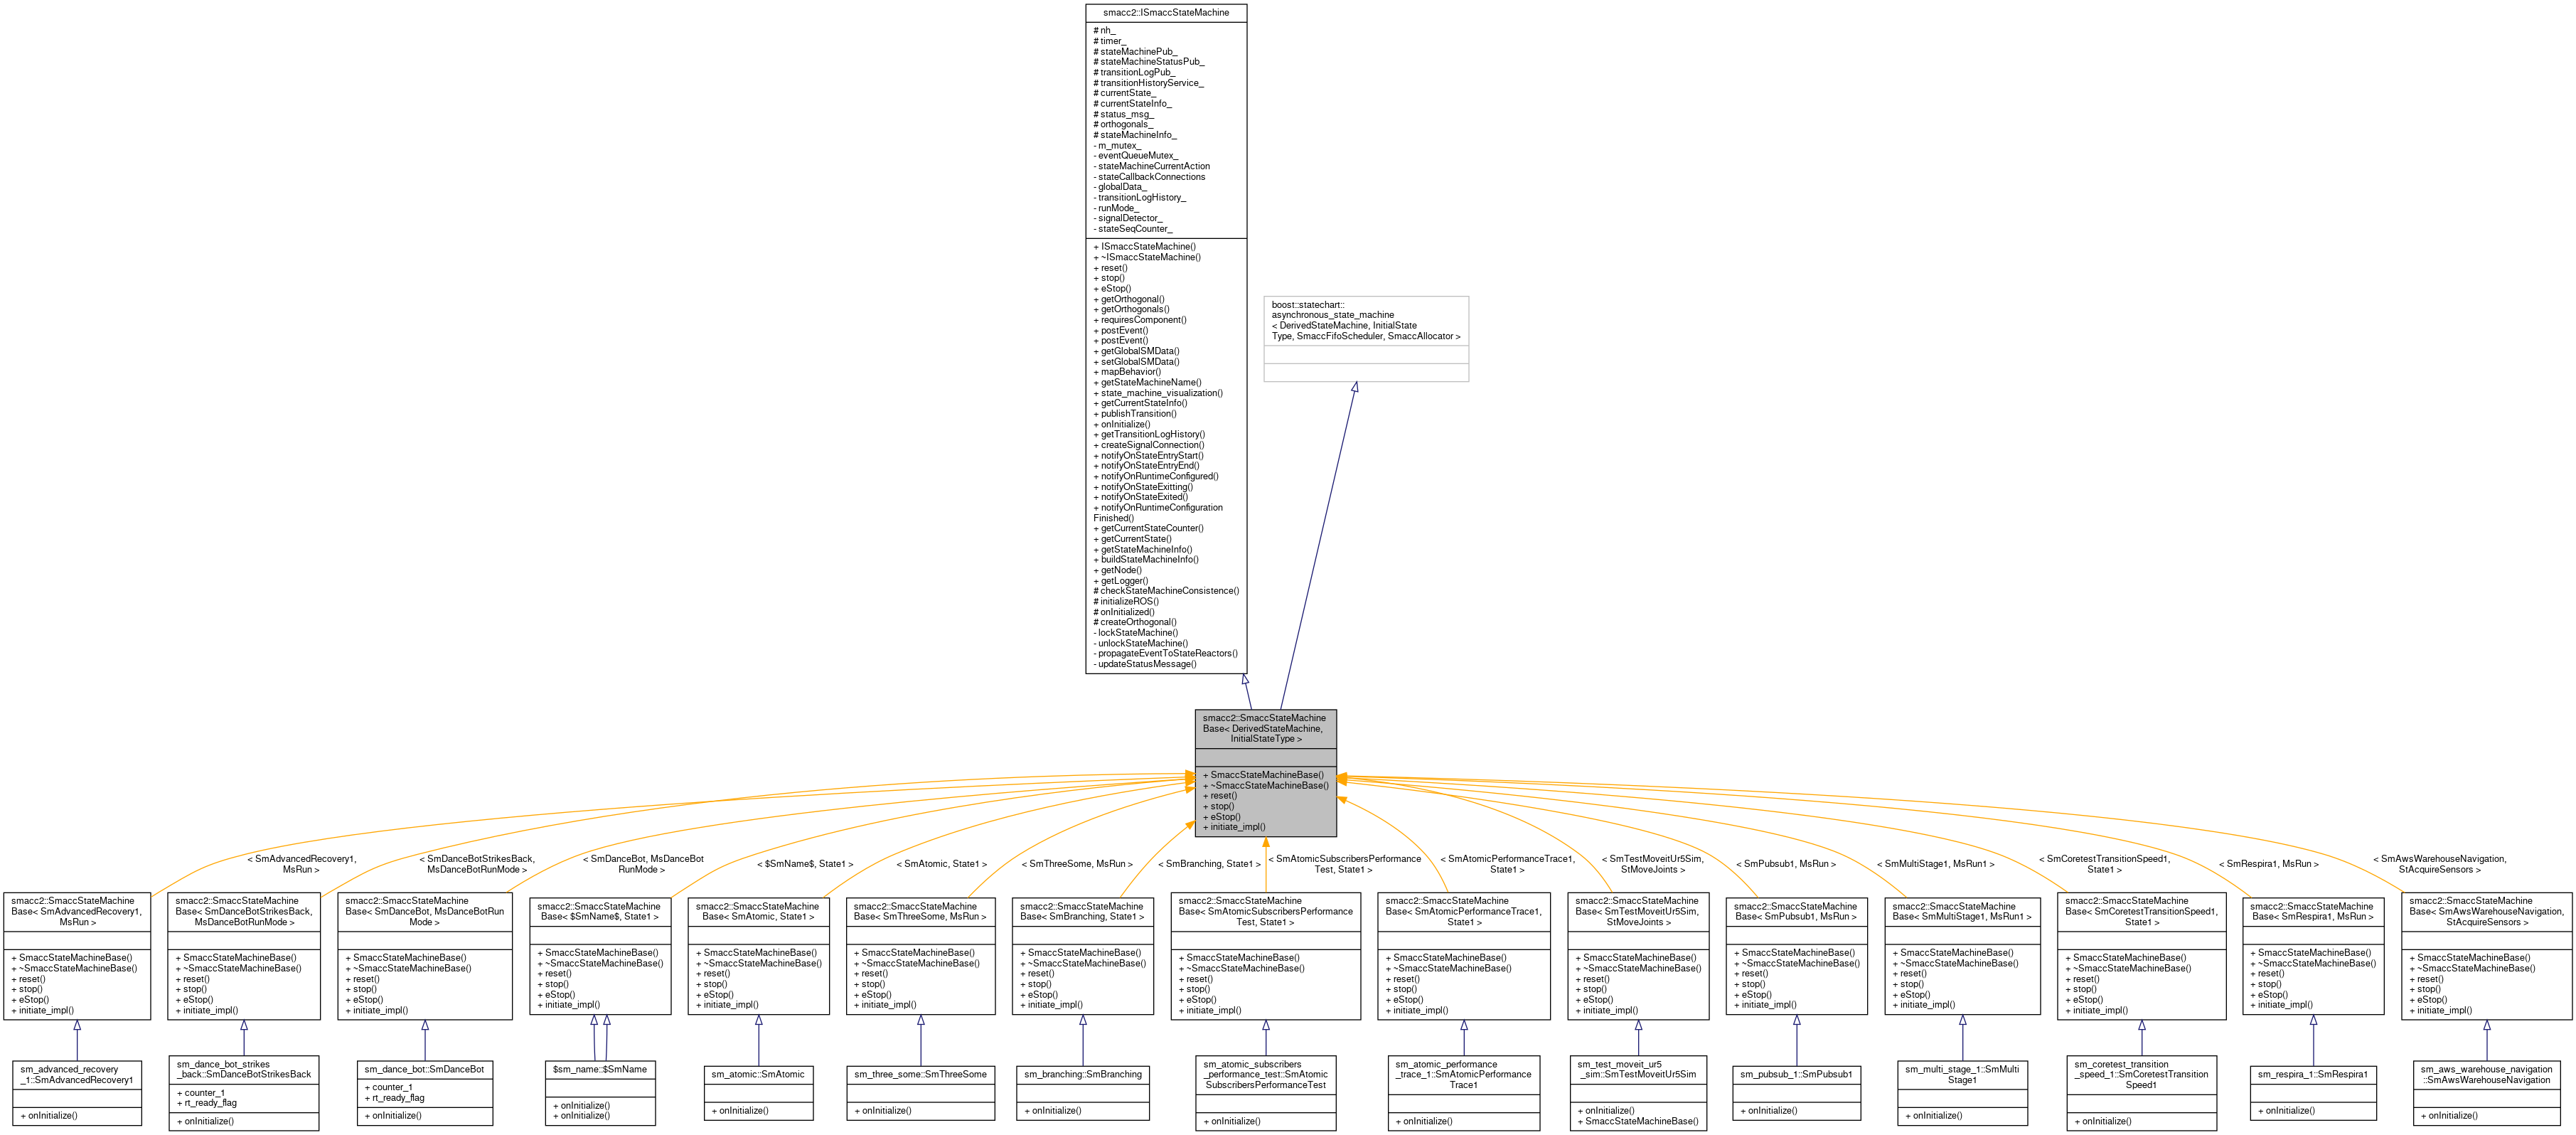 smacc2::ISmaccStateMachine
# nh_
# timer_
# stateMachinePub_
# stateMachineStatusPub_
# transitionLogPub_
# transitionHistoryService_
# currentState_
# currentStateInfo_
# status_msg_
# orthogonals_
# stateMachineInfo_
- m_mutex_
- eventQueueMutex_
- stateMachineCurrentAction
- stateCallbackConnections
- globalData_
- transitionLogHistory_
- runMode_
- signalDetector_
- stateSeqCounter_
+ ISmaccStateMachine()
+ ~ISmaccStateMachine()
+ reset()
+ stop()
+ eStop()
+ getOrthogonal()
+ getOrthogonals()
+ requiresComponent()
+ postEvent()
+ postEvent()
+ getGlobalSMData()
+ setGlobalSMData()
+ mapBehavior()
+ getStateMachineName()
+ state_machine_visualization()
+ getCurrentStateInfo()
+ publishTransition()
+ onInitialize()
+ getTransitionLogHistory()
+ createSignalConnection()
+ notifyOnStateEntryStart()
+ notifyOnStateEntryEnd()
+ notifyOnRuntimeConfigured()
+ notifyOnStateExitting()
+ notifyOnStateExited()
+ notifyOnRuntimeConfiguration
Finished()
+ getCurrentStateCounter()
+ getCurrentState()
+ getStateMachineInfo()
+ buildStateMachineInfo()
+ getNode()
+ getLogger()
# checkStateMachineConsistence()
# initializeROS()
# onInitialized()
# createOrthogonal()
- lockStateMachine()
- unlockStateMachine()
- propagateEventToStateReactors()
- updateStatusMessage()
boost::statechart::
asynchronous_state_machine
< DerivedStateMachine, InitialState
Type, SmaccFifoScheduler, SmaccAllocator >
smacc2::SmaccStateMachine
Base< DerivedStateMachine,
InitialStateType >
+ SmaccStateMachineBase()
+ ~SmaccStateMachineBase()
+ reset()
+ stop()
+ eStop()
+ initiate_impl()
< SmAdvancedRecovery1,
MsRun >
< SmDanceBotStrikesBack,
MsDanceBotRunMode >
< SmDanceBot, MsDanceBot
RunMode >
< $SmName$, State1 >
< SmAtomic, State1 >
< SmThreeSome, MsRun >
< SmBranching, State1 >
< SmAtomicSubscribersPerformance
Test, State1 >
< SmAtomicPerformanceTrace1,
State1 >
< SmTestMoveitUr5Sim,
StMoveJoints >
< SmPubsub1, MsRun >
< SmMultiStage1, MsRun1 >
< SmCoretestTransitionSpeed1,
State1 >
< SmRespira1, MsRun >
< SmAwsWarehouseNavigation,
StAcquireSensors >
smacc2::SmaccStateMachine
Base< SmAdvancedRecovery1,
MsRun >
+ SmaccStateMachineBase()
+ ~SmaccStateMachineBase()
+ reset()
+ stop()
+ eStop()
+ initiate_impl()
smacc2::SmaccStateMachine
Base< SmDanceBotStrikesBack,
MsDanceBotRunMode >
+ SmaccStateMachineBase()
+ ~SmaccStateMachineBase()
+ reset()
+ stop()
+ eStop()
+ initiate_impl()
smacc2::SmaccStateMachine
Base< SmDanceBot, MsDanceBotRun
Mode >
+ SmaccStateMachineBase()
+ ~SmaccStateMachineBase()
+ reset()
+ stop()
+ eStop()
+ initiate_impl()
smacc2::SmaccStateMachine
Base< $SmName$, State1 >
+ SmaccStateMachineBase()
+ ~SmaccStateMachineBase()
+ reset()
+ stop()
+ eStop()
+ initiate_impl()
smacc2::SmaccStateMachine
Base< SmAtomic, State1 >
+ SmaccStateMachineBase()
+ ~SmaccStateMachineBase()
+ reset()
+ stop()
+ eStop()
+ initiate_impl()
smacc2::SmaccStateMachine
Base< SmThreeSome, MsRun >
+ SmaccStateMachineBase()
+ ~SmaccStateMachineBase()
+ reset()
+ stop()
+ eStop()
+ initiate_impl()
smacc2::SmaccStateMachine
Base< SmBranching, State1 >
+ SmaccStateMachineBase()
+ ~SmaccStateMachineBase()
+ reset()
+ stop()
+ eStop()
+ initiate_impl()
smacc2::SmaccStateMachine
Base< SmAtomicSubscribersPerformance
Test, State1 >
+ SmaccStateMachineBase()
+ ~SmaccStateMachineBase()
+ reset()
+ stop()
+ eStop()
+ initiate_impl()
smacc2::SmaccStateMachine
Base< SmAtomicPerformanceTrace1,
State1 >
+ SmaccStateMachineBase()
+ ~SmaccStateMachineBase()
+ reset()
+ stop()
+ eStop()
+ initiate_impl()
smacc2::SmaccStateMachine
Base< SmTestMoveitUr5Sim,
StMoveJoints >
+ SmaccStateMachineBase()
+ ~SmaccStateMachineBase()
+ reset()
+ stop()
+ eStop()
+ initiate_impl()
smacc2::SmaccStateMachine
Base< SmPubsub1, MsRun >
+ SmaccStateMachineBase()
+ ~SmaccStateMachineBase()
+ reset()
+ stop()
+ eStop()
+ initiate_impl()
smacc2::SmaccStateMachine
Base< SmMultiStage1, MsRun1 >
+ SmaccStateMachineBase()
+ ~SmaccStateMachineBase()
+ reset()
+ stop()
+ eStop()
+ initiate_impl()
smacc2::SmaccStateMachine
Base< SmCoretestTransitionSpeed1,
State1 >
+ SmaccStateMachineBase()
+ ~SmaccStateMachineBase()
+ reset()
+ stop()
+ eStop()
+ initiate_impl()
smacc2::SmaccStateMachine
Base< SmRespira1, MsRun >
+ SmaccStateMachineBase()
+ ~SmaccStateMachineBase()
+ reset()
+ stop()
+ eStop()
+ initiate_impl()
smacc2::SmaccStateMachine
Base< SmAwsWarehouseNavigation,
StAcquireSensors >
+ SmaccStateMachineBase()
+ ~SmaccStateMachineBase()
+ reset()
+ stop()
+ eStop()
+ initiate_impl()
sm_advanced_recovery
_1::SmAdvancedRecovery1
+ onInitialize()
sm_dance_bot_strikes
_back::SmDanceBotStrikesBack
+ counter_1
+ rt_ready_flag
+ onInitialize()
sm_dance_bot::SmDanceBot
+ counter_1
+ rt_ready_flag
+ onInitialize()
$sm_name::$SmName
+ onInitialize()
+ onInitialize()
sm_atomic::SmAtomic
+ onInitialize()
sm_three_some::SmThreeSome
+ onInitialize()
sm_branching::SmBranching
+ onInitialize()
sm_atomic_subscribers
_performance_test::SmAtomic
SubscribersPerformanceTest
+ onInitialize()
sm_atomic_performance
_trace_1::SmAtomicPerformance
Trace1
+ onInitialize()
sm_test_moveit_ur5
_sim::SmTestMoveitUr5Sim
+ onInitialize()
+ SmaccStateMachineBase()
sm_pubsub_1::SmPubsub1
+ onInitialize()
sm_multi_stage_1::SmMulti
Stage1
+ onInitialize()
sm_coretest_transition
_speed_1::SmCoretestTransition
Speed1
+ onInitialize()
sm_respira_1::SmRespira1
+ onInitialize()
sm_aws_warehouse_navigation
::SmAwsWarehouseNavigation
+ onInitialize()